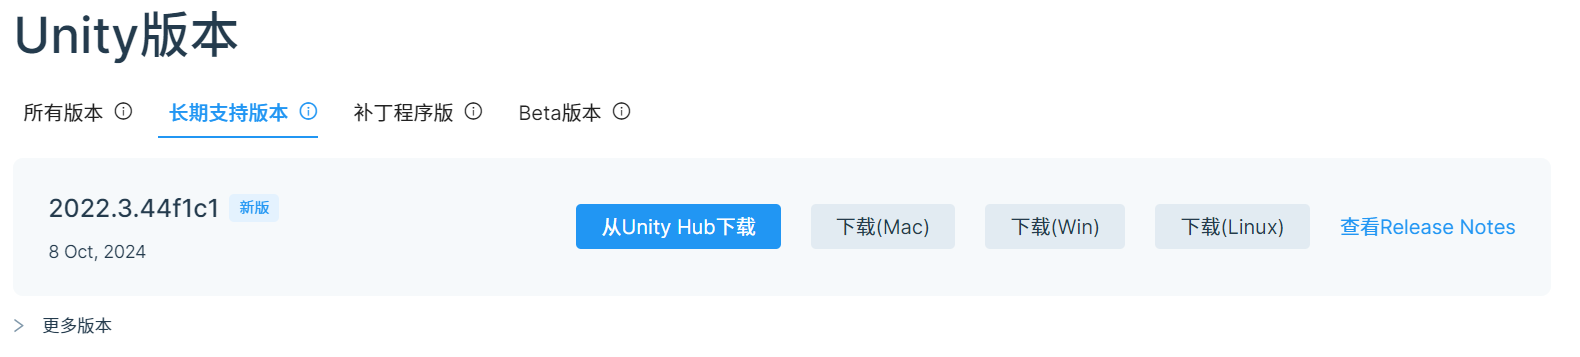 Unity版本
所有版本 长期支持版本 补丁程序版 Beta版本
2022.3.44f1c1 新版
8 Oct, 2024
从Unity Hub下载 下载(Mac) 下载(Win) 下载(Linux) 查看Release Notes
更多版本